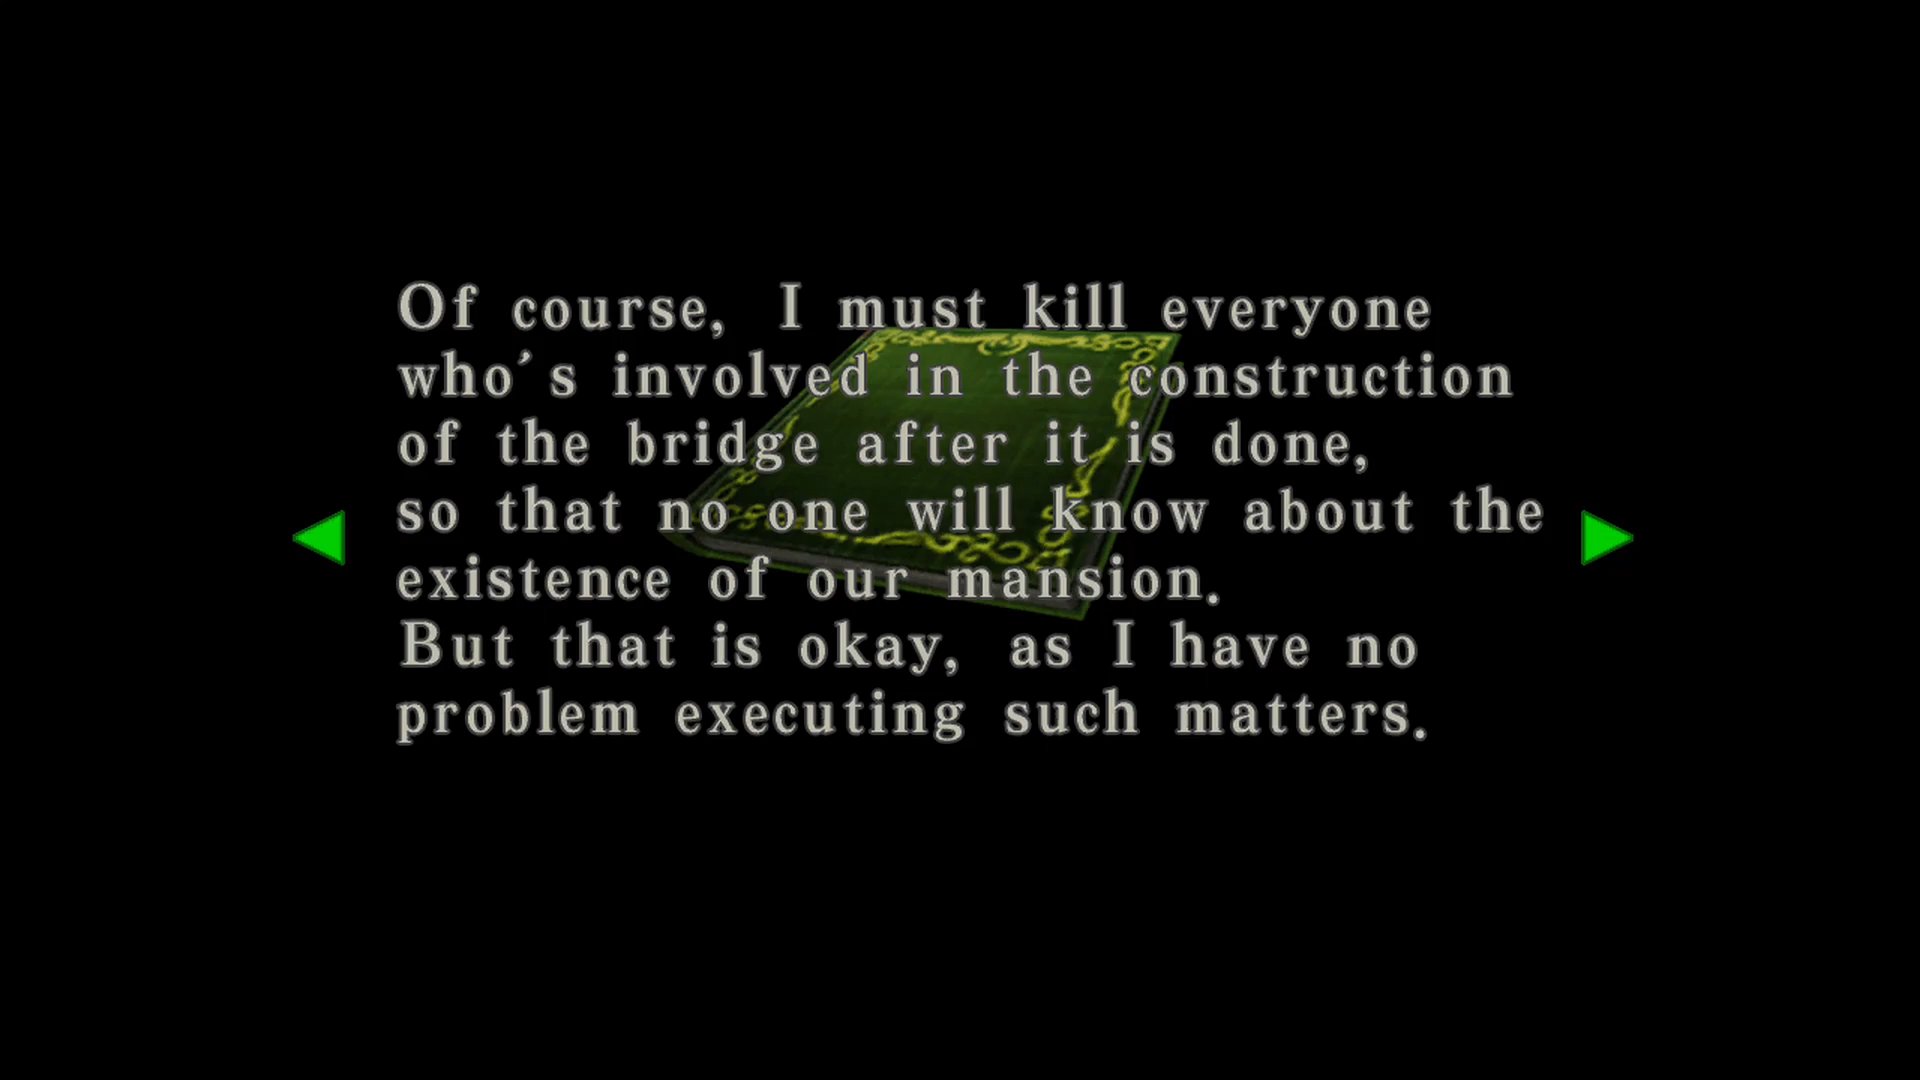 Of course, I must kill everyone
who's involved in the construction
of the bridge after it is done,
so that no one will know about the
existence of our mansion.
But that is okay, as I have no
problem executing such matters.